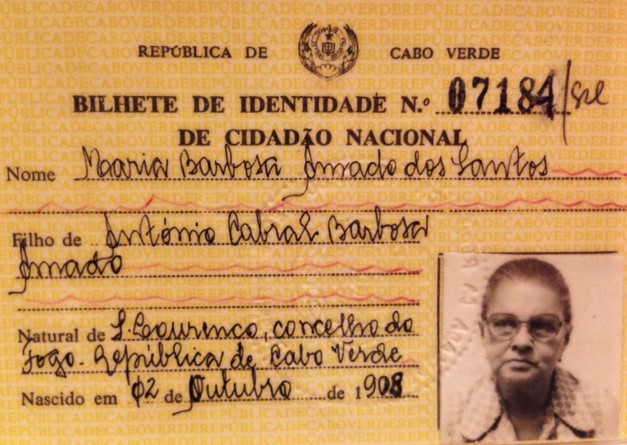 REPÚBLICA DE CABO VERDE
BILHETE DE IDENTIDADE N.º 07184/
DE CIDADÃO NACIONAL
Nome Maria Barbosa Amado dos Santos
Filho de António Cabral Barbosa
Amado
Natural de S. Lourenço, concelho do
Fogo. República de Cabo Verde
Nascido em 02 de Outubro de 1908